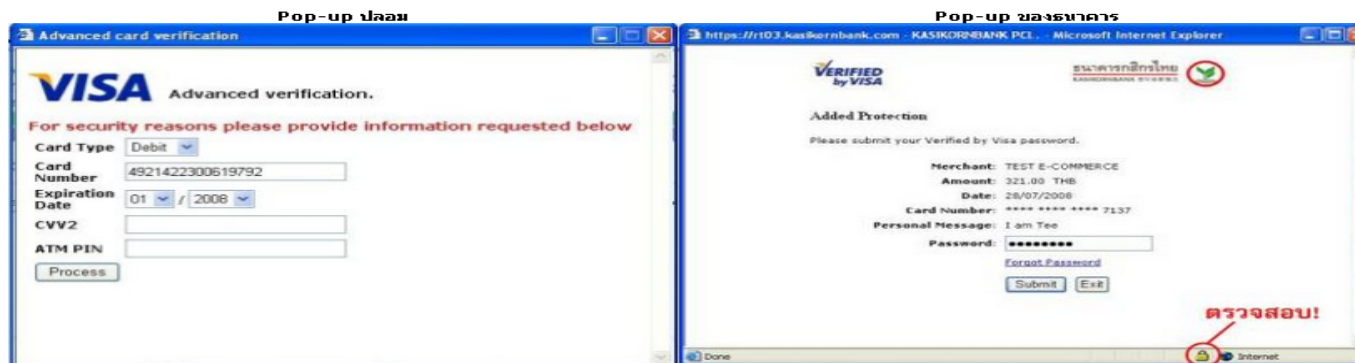 Pop-up ปลอม
Advanced card verification
VISA Advanced verification.
For security reasons please provide information requested below
Card Type Debit
Card Number 4921422300619792
Expiration Date 01 / 2008
CVV2
ATM PIN
Process
Pop-up ของธนาคาร
https://rt03.kasikornbank.com - KASIKORNBANK PCL. - Microsoft Internet Explorer
VERIFIED by VISA
ธนาคารกสิกรไทย
KASIKORNBANK
Added Protection
Please submit your Verified by Visa password.
Merchant: TEST E-COMMERCE
Amount: 321.00 THB
Date: 28/07/2008
Card Number: **** **** **** 7137
Personal Message: I am Tee
Password: ••••••••
Forgot Password
Submit Exit
ตรวจสอบ!
Done Internet